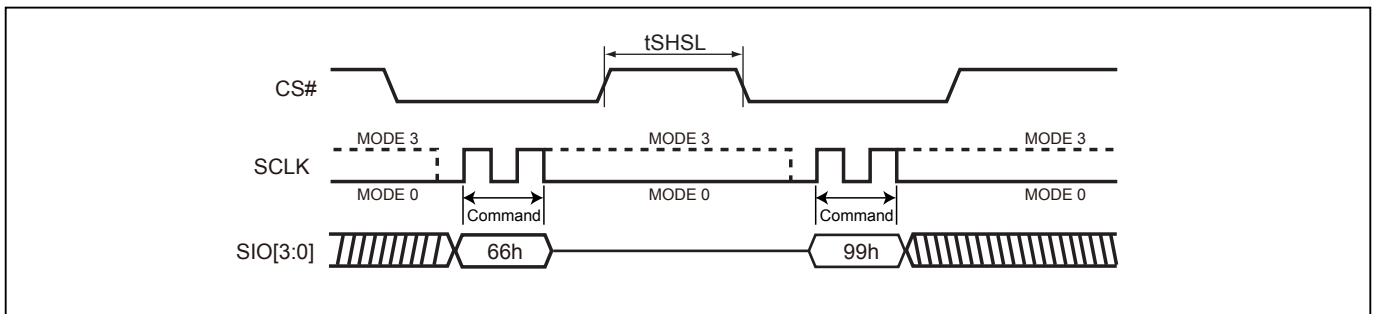 tSHSL
CS#
MODE 3 MODE 3 MODE 3
SCLK
MODE 0 MODE 0 MODE 0
Command Command
SIO[3:0] 66h 99h